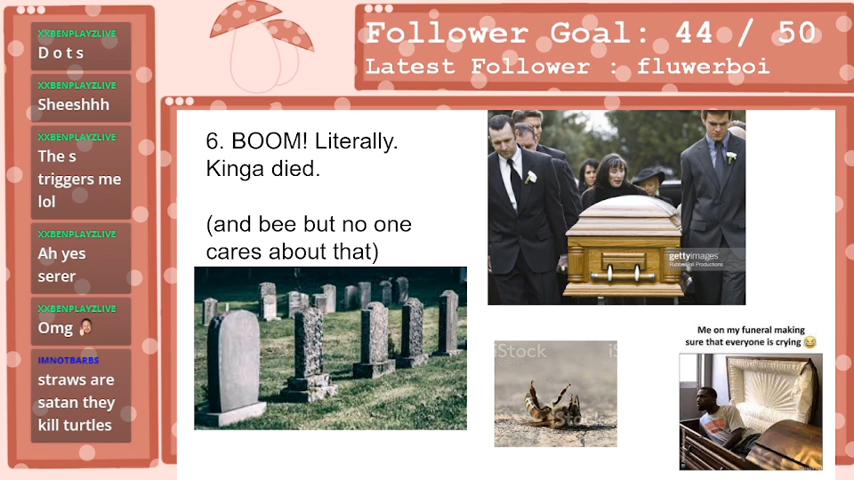 XXBENPLAYZLIVE
D o t s
XXBENPLAYZLIVE
Sheeshhh
XXBENPLAYZLIVE
The s
triggers me
lol
XXBENPLAYZLIVE
Ah yes
serer
XXBENPLAYZLIVE
Omg
IMNOTBARBS
straws are
satan they
kill turtles
Follower Goal: 44 / 50
Latest Follower : fluwerboi
6. BOOM! Literally.
Kinga died.
(and bee but no one
cares about that)
gettyimages
iStock
Me on my funeral making
sure that everyone is crying 😂